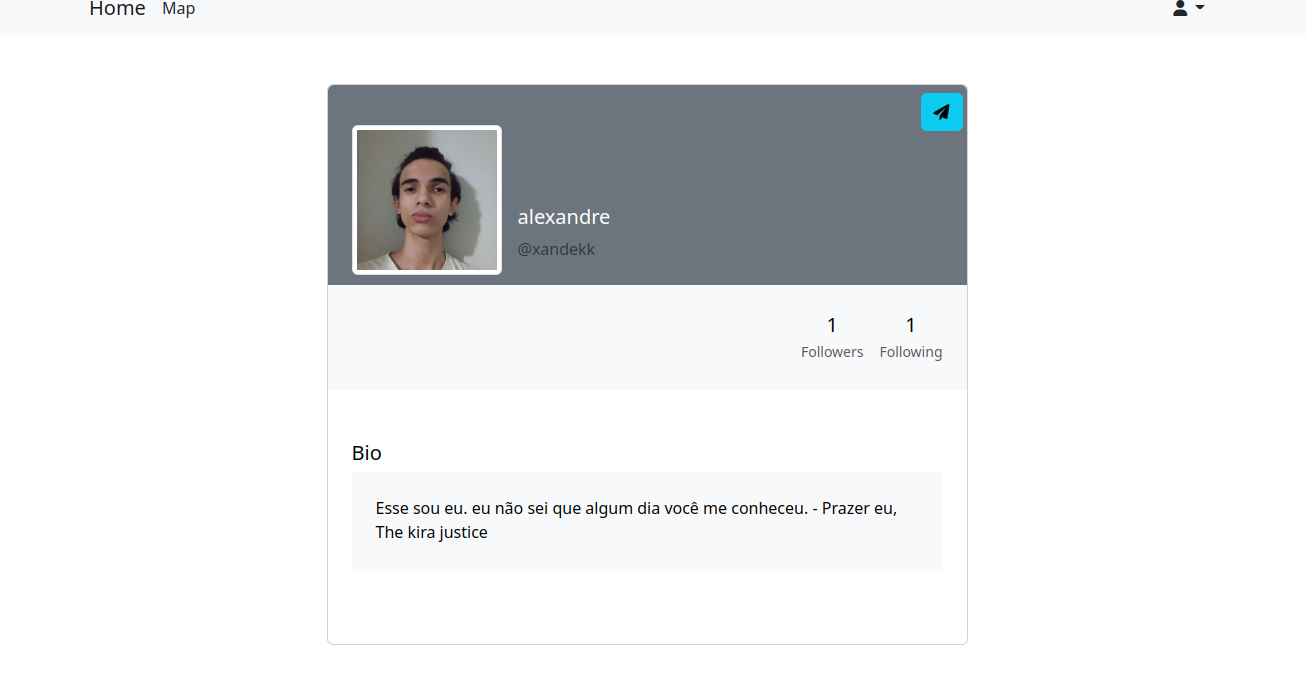 Home Map
alexandre
@xandekk
1 1
Followers Following
Bio
Esse sou eu. eu não sei que algum dia você me conheceu. - Prazer eu,
The kira justice